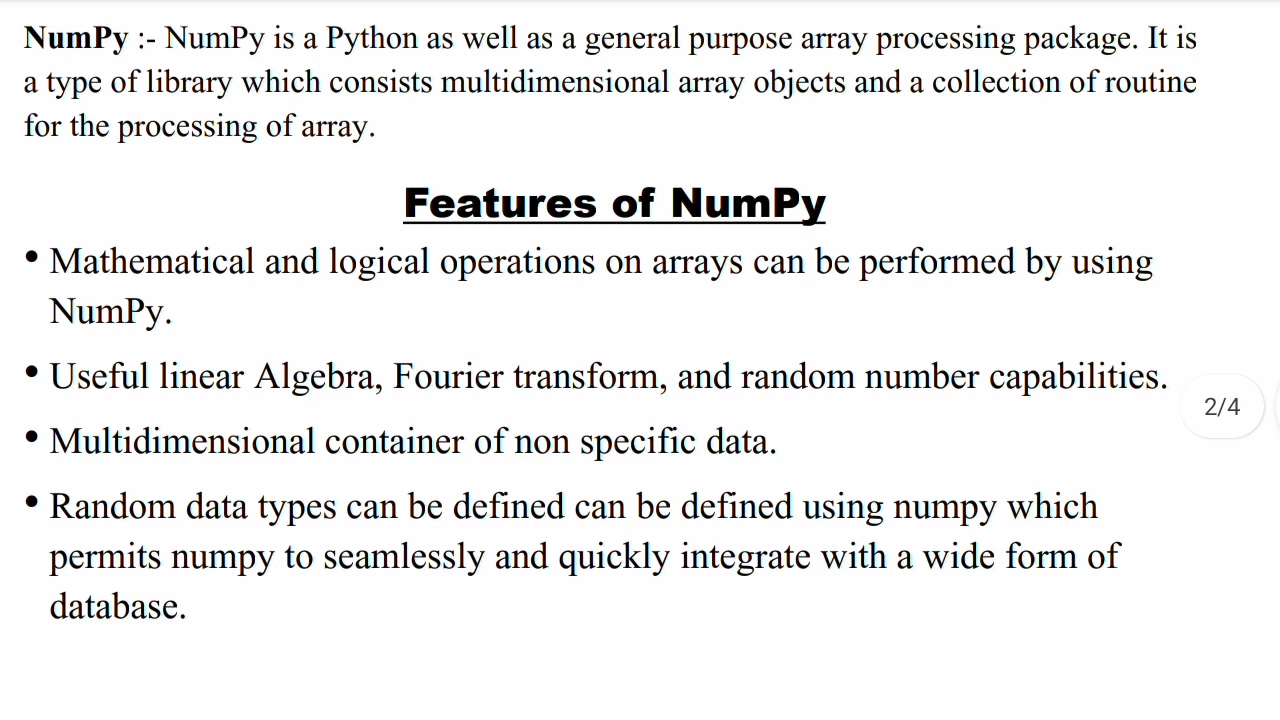 NumPy :- NumPy is a Python as well as a general purpose array processing package. It is
a type of library which consists multidimensional array objects and a collection of routine
for the processing of array.
Features of NumPy
• Mathematical and logical operations on arrays can be performed by using
NumPy.
• Useful linear Algebra, Fourier transform, and random number capabilities.
2/4
• Multidimensional container of non specific data.
• Random data types can be defined can be defined using numpy which
permits numpy to seamlessly and quickly integrate with a wide form of
database.